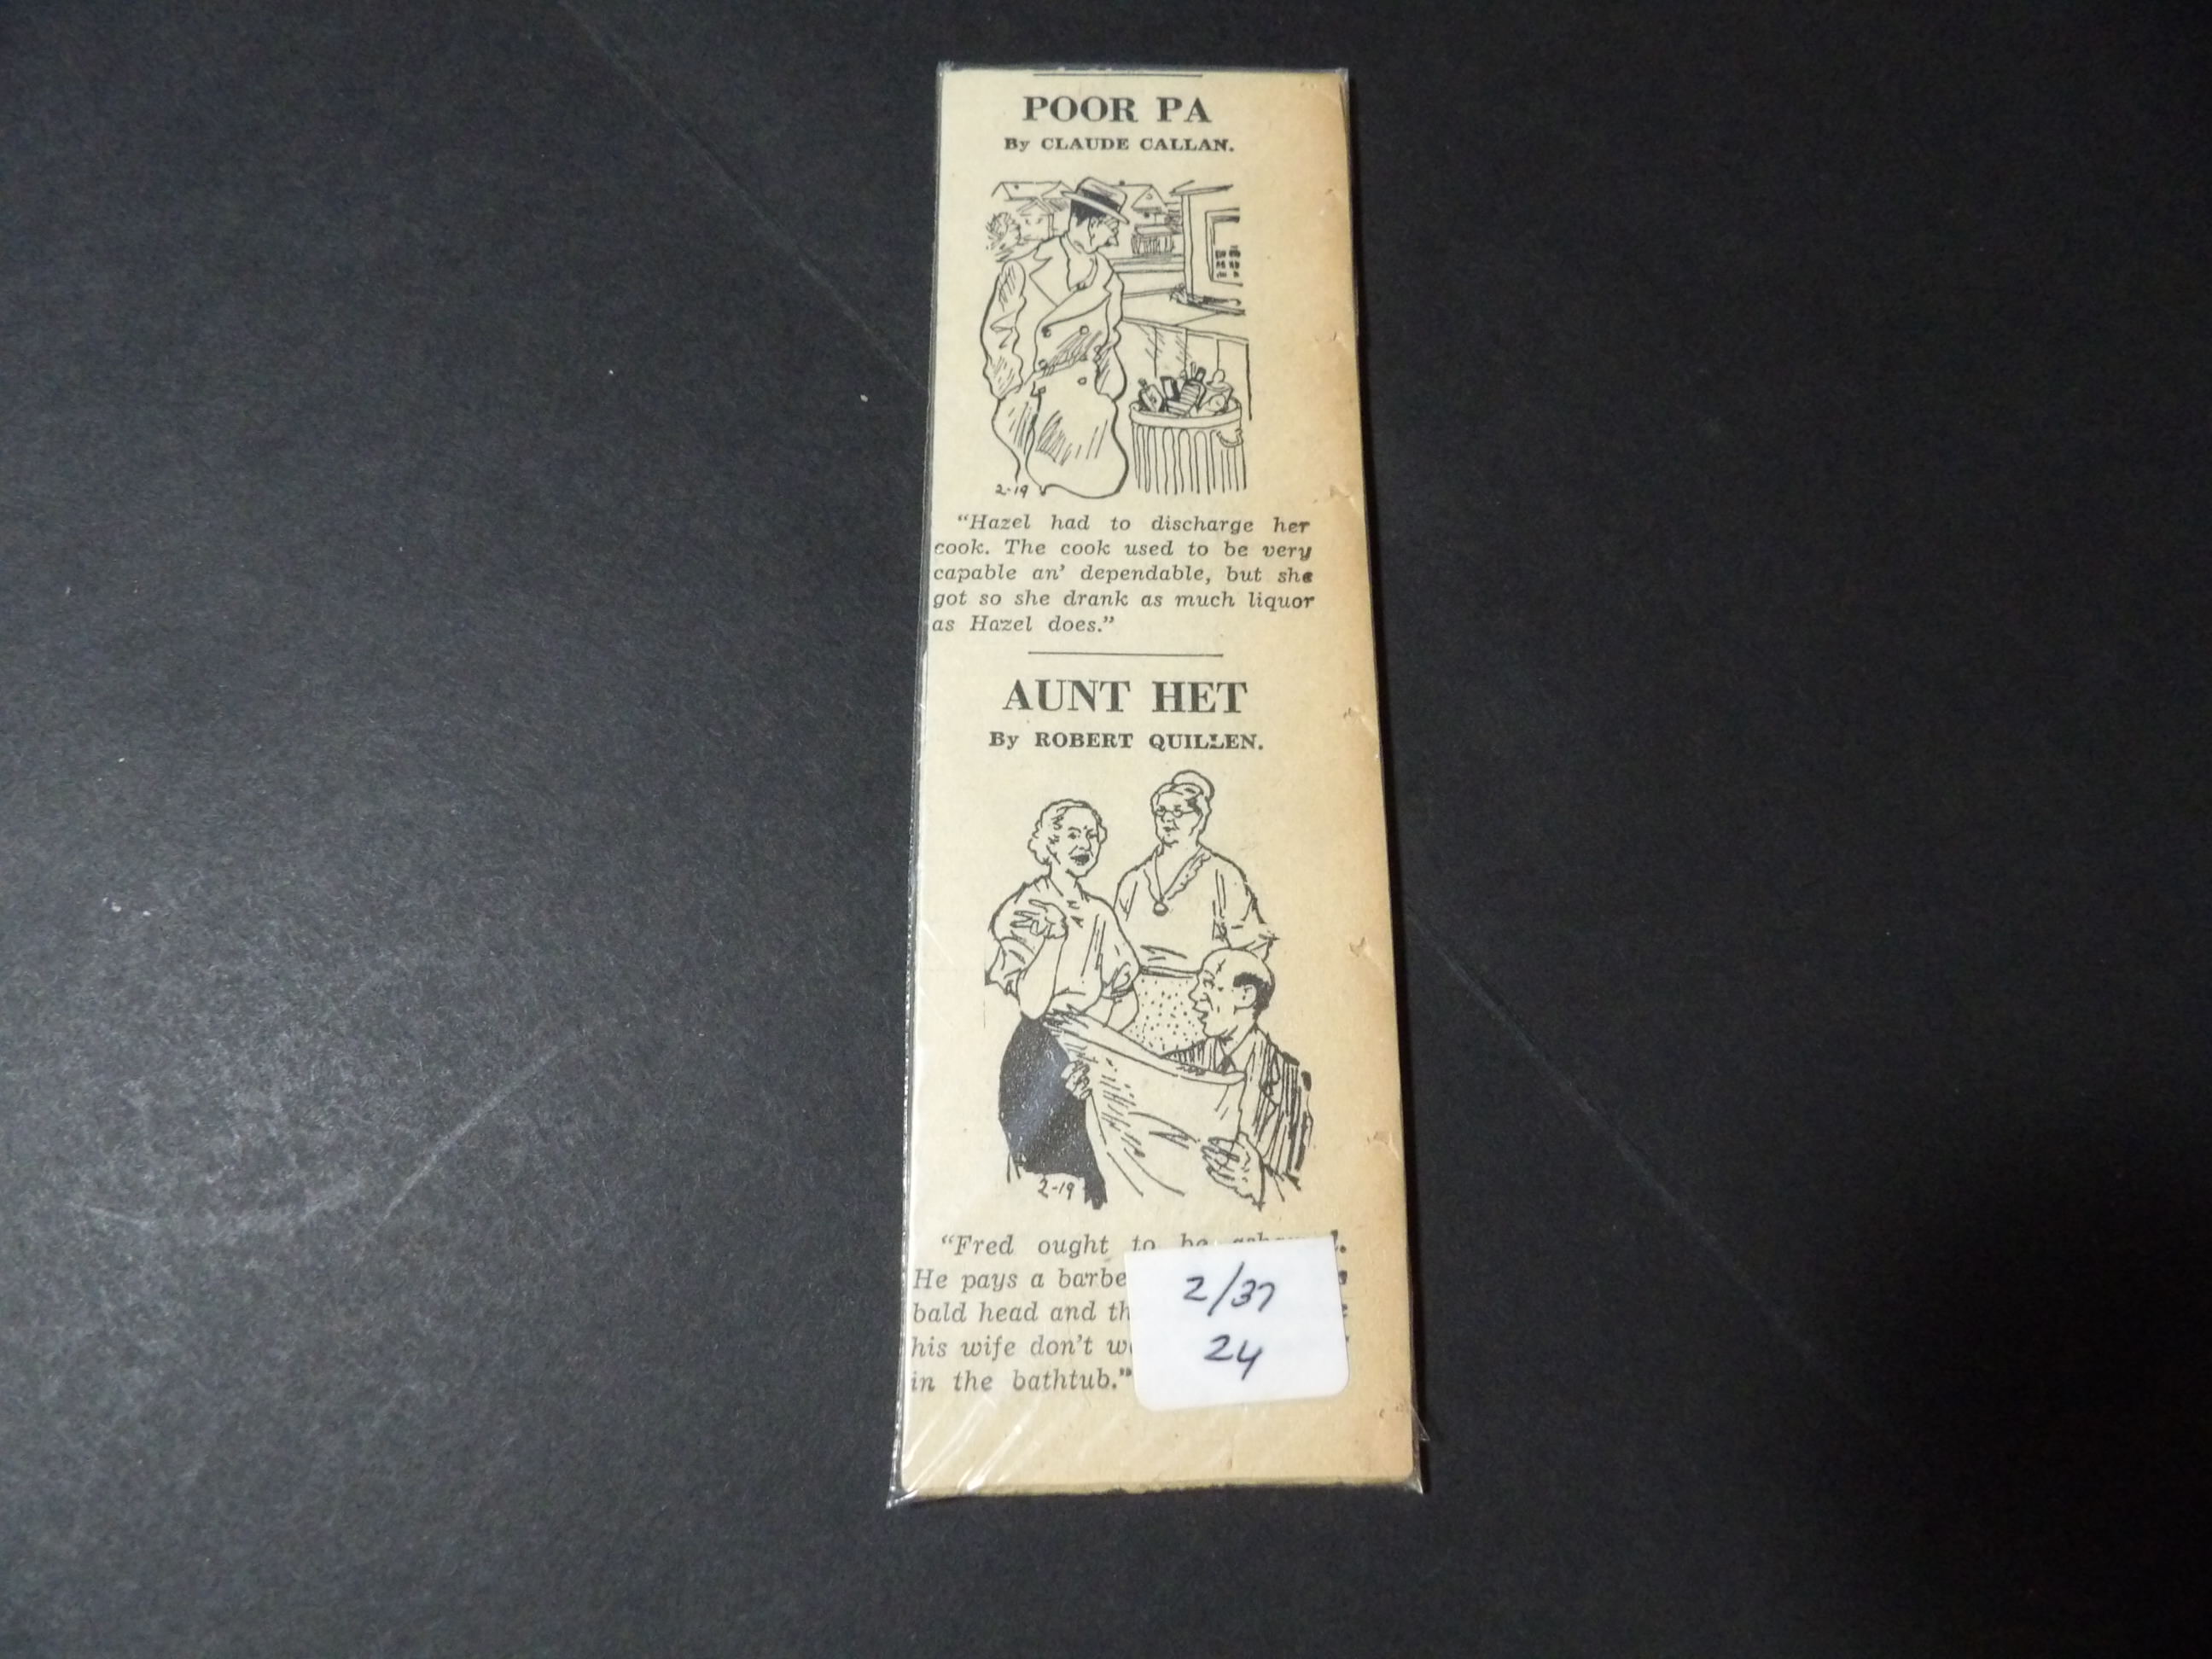 POOR PA
By CLAUDE CALLAN.
2-19
“Hazel had to discharge her
cook. The cook used to be very
capable an’ dependable, but she
got so she drank as much liquor
as Hazel does.”
AUNT HET
By ROBERT QUILLEN.
2-19
“Fred ought to be
He pays a
bald head and
his wife don’t
in the bathtub.”
2/37
24